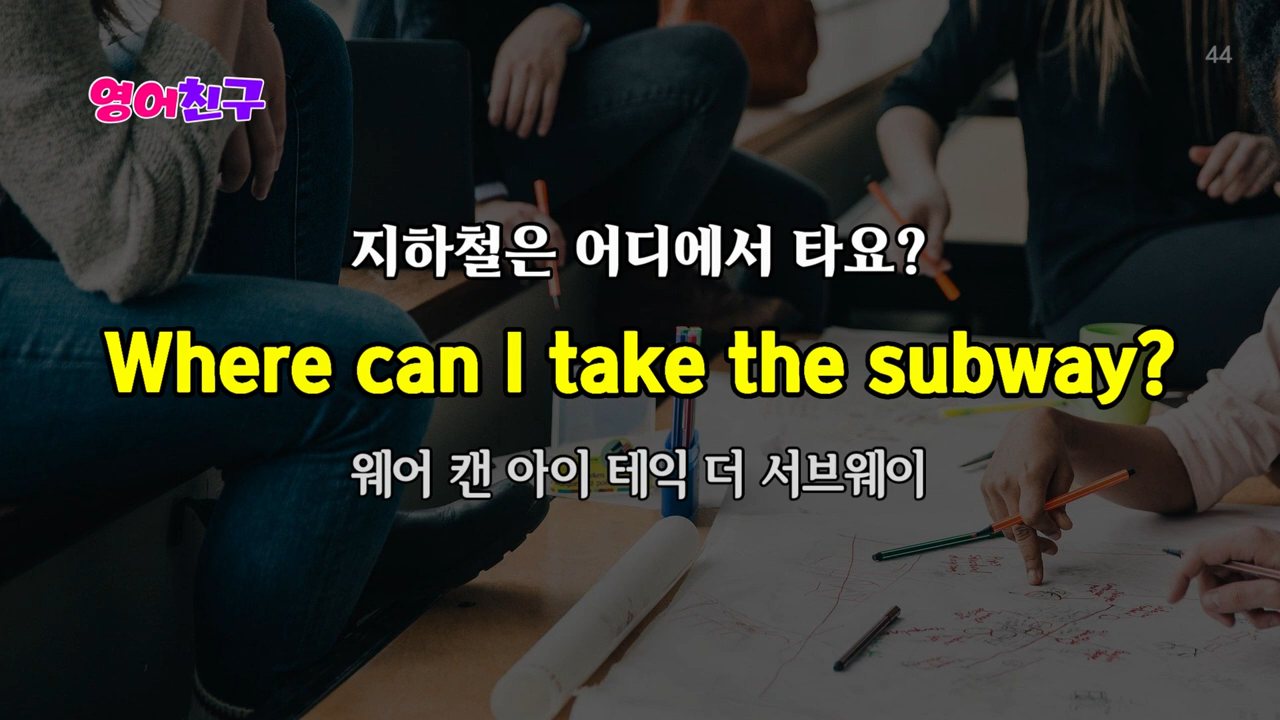 44
영어친구
지하철은 어디에서 타요?
Where can I take the subway?
웨어 캔 아이 테익 더 서브웨이